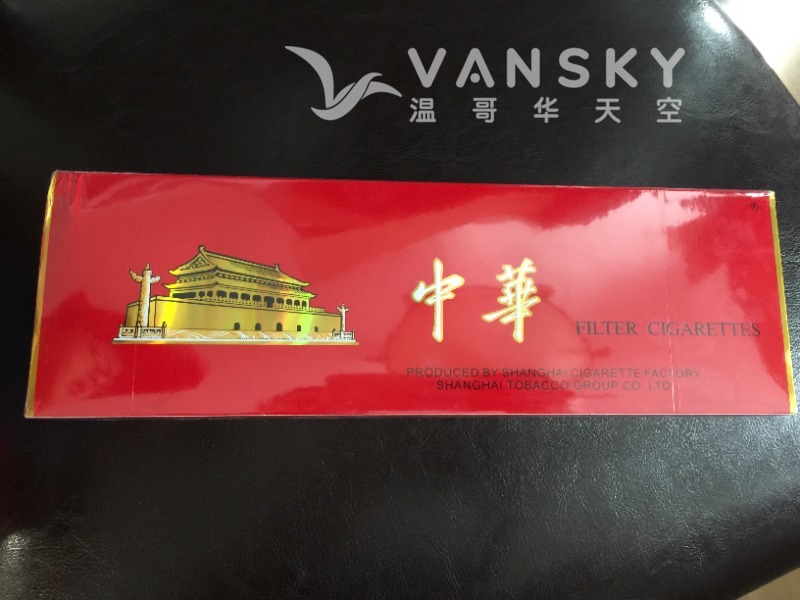 VANSKY
温哥华天空
中華
FILTER CIGARETTES
PRODUCED BY SHANGHAI CIGARETTE FACTORY
SHANGHAI TOBACCO GROUP CO.,LTD.